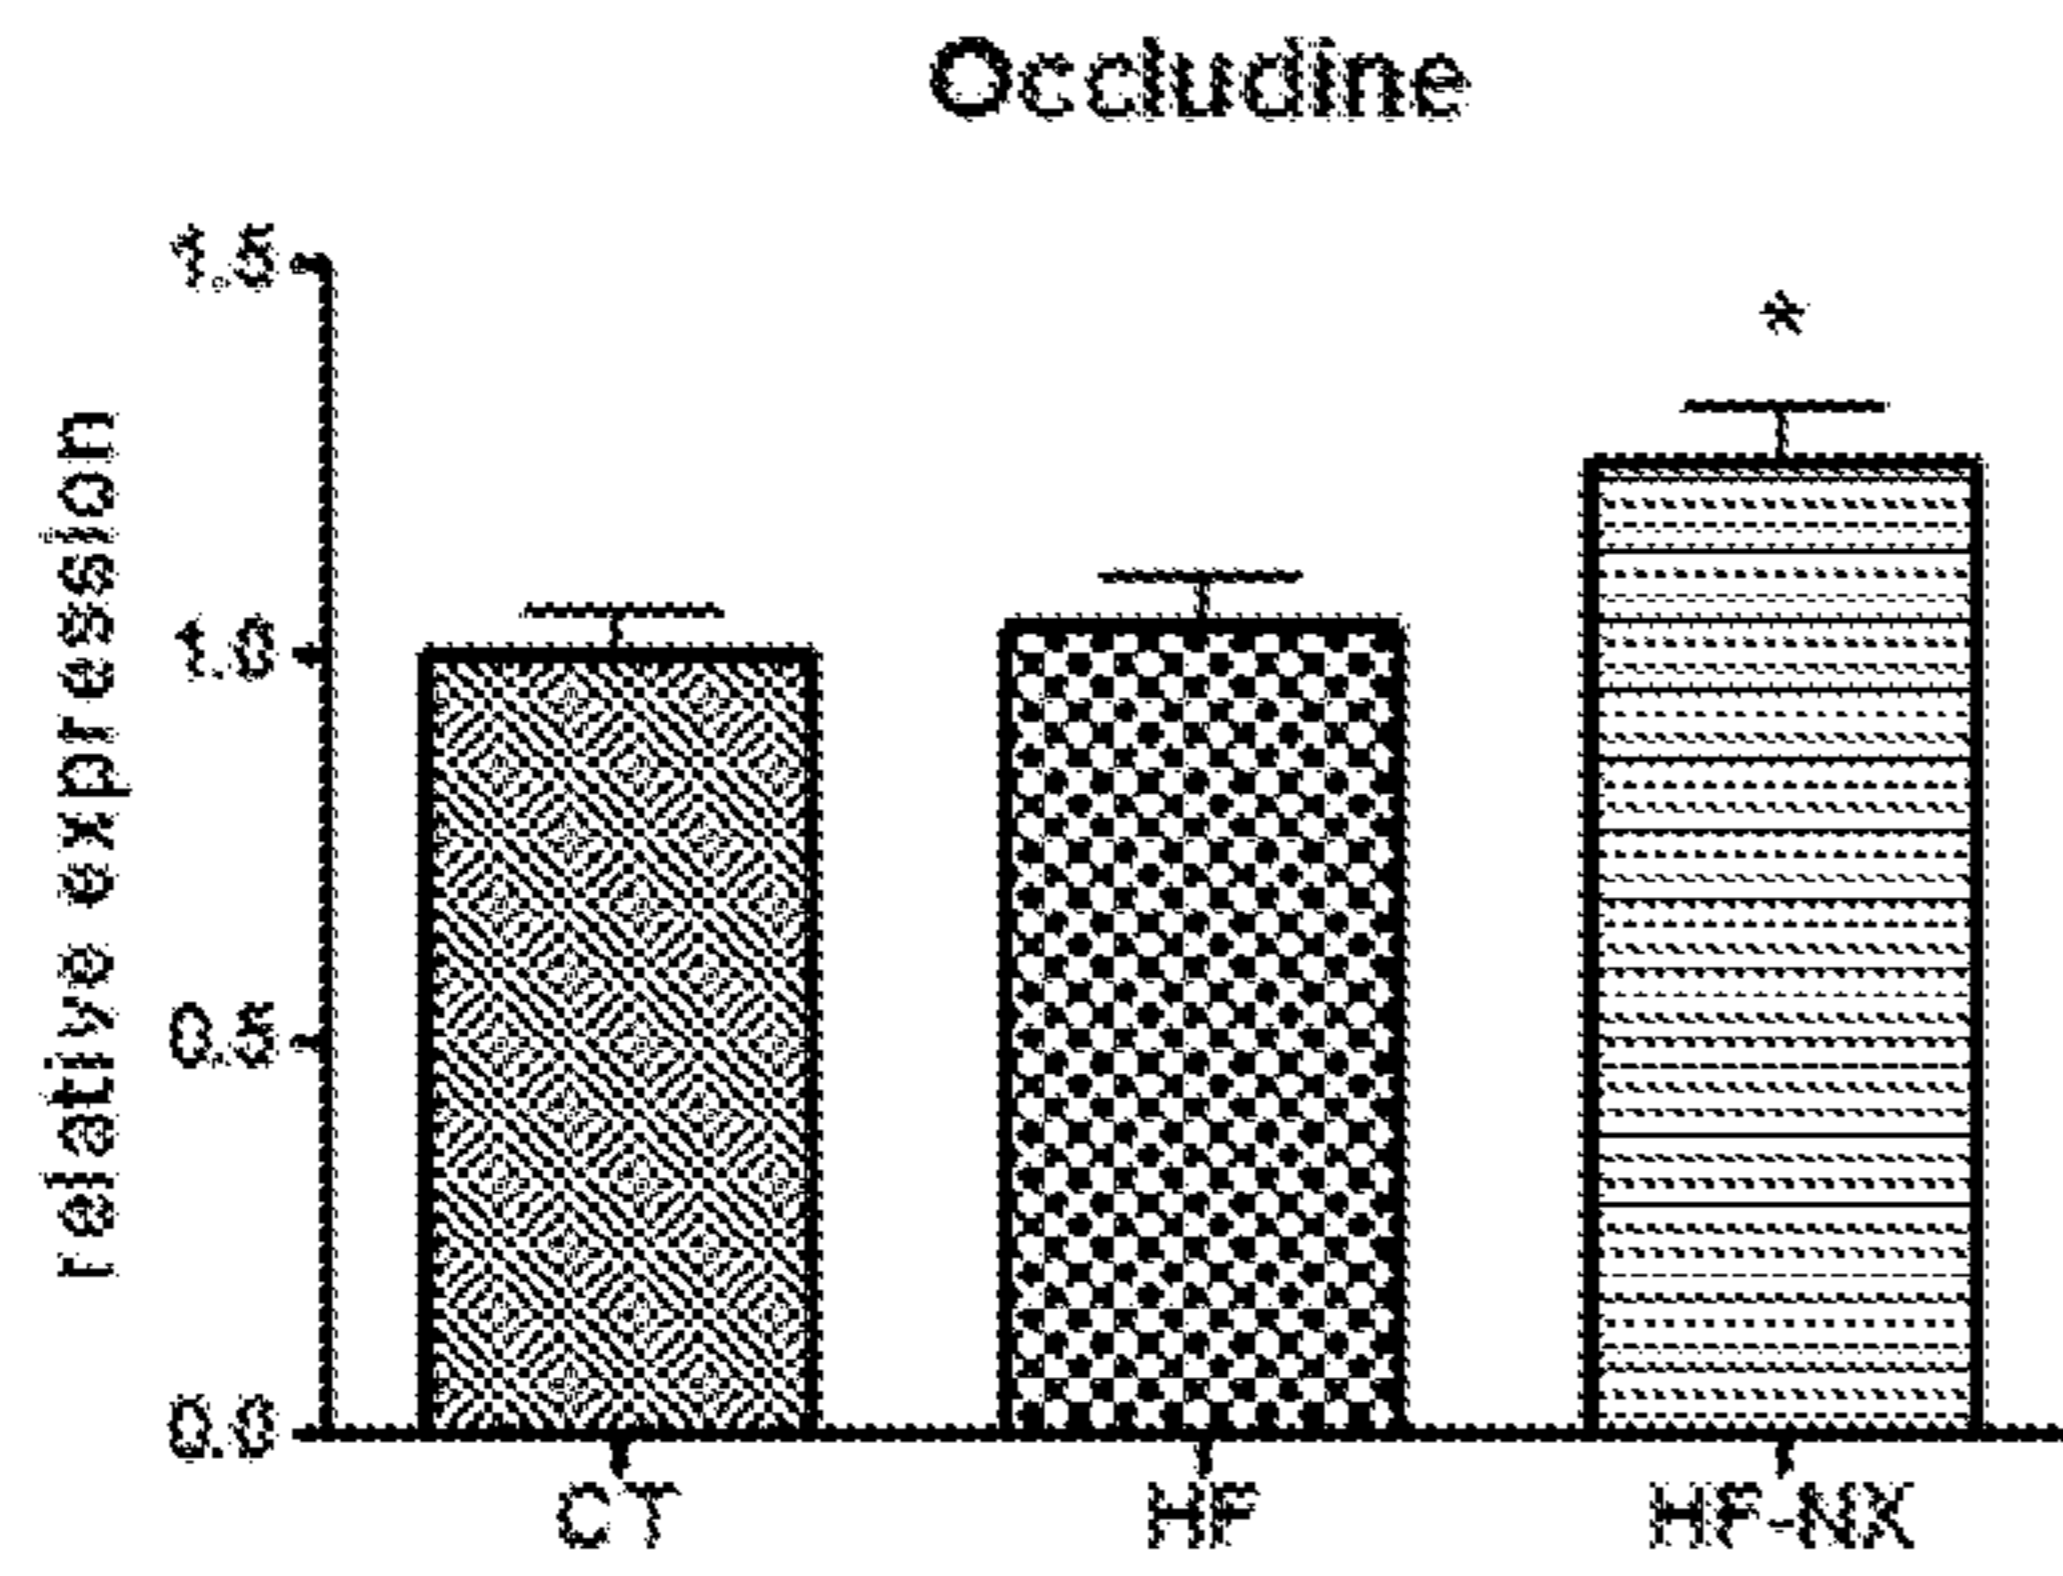 Occludine
1.5
*
1.0
0.5
0.0
relative expression
CT HF HF-NX